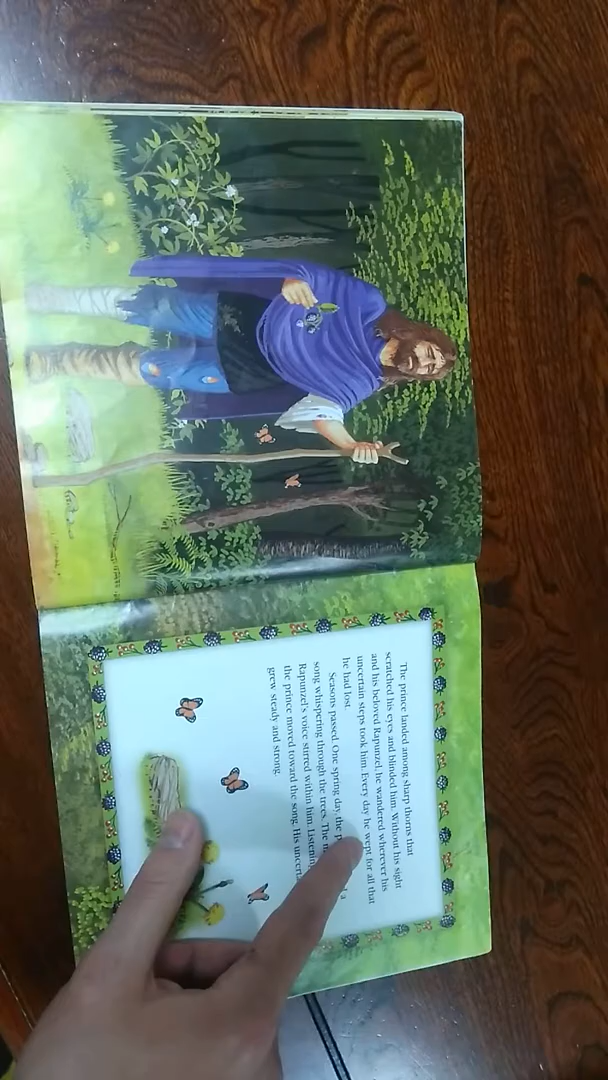 The prince landed among sharp thorns that
scratched his eyes and blinded him. Without his sight
and his beloved Rapunzel, he wandered wherever his
uncertain steps took him. Every day he wept for all that
he had lost.
Seasons passed. One spring day, the
song whispering through the trees. The
Rapunzel's voice stirred within him.
the prince moved toward the song. His
grew steady and strong.